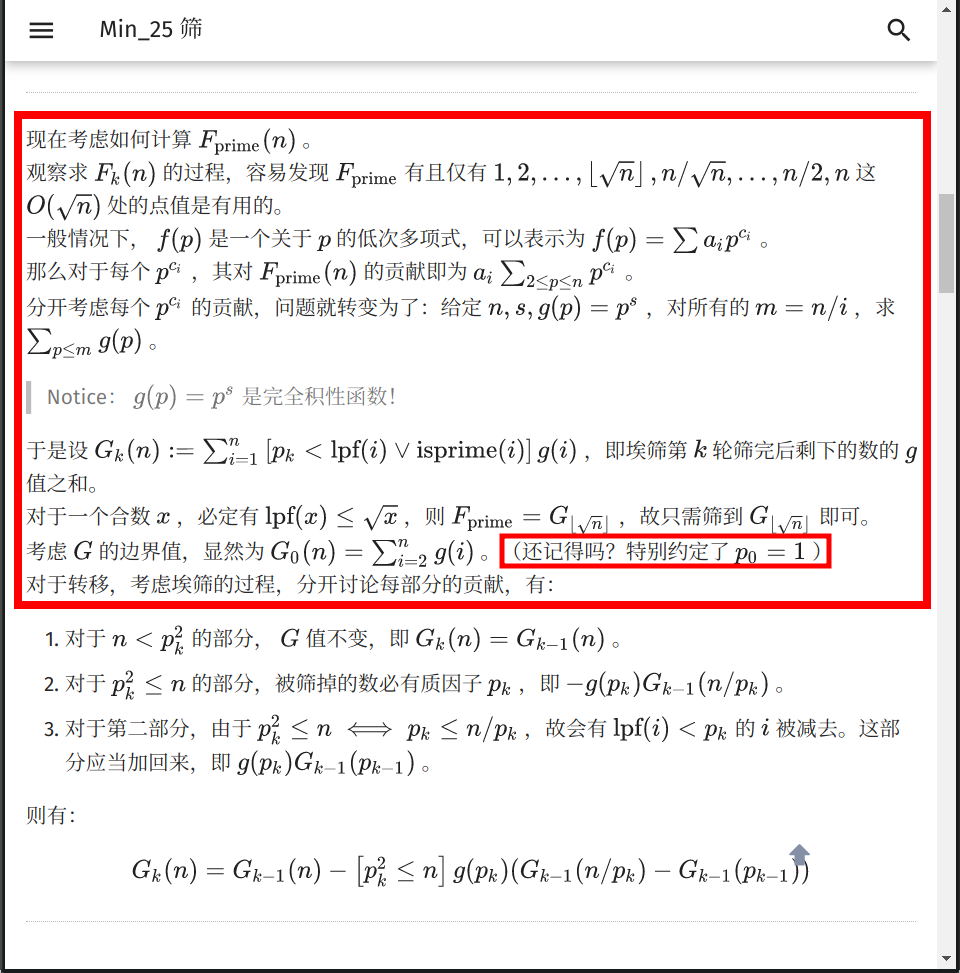 Min_25 筛
现在考虑如何计算 $F_{\text{prime}}(n)$ 。
观察求 $F_k(n)$ 的过程，容易发现 $F_{\text{prime}}$ 有且仅有 $1, 2, \ldots, \lfloor \sqrt{n} \rfloor, n/\sqrt{n}, \ldots, n/2, n$ 这
$O(\sqrt{n})$ 处的点值是有用的。
一般情况下， $f(p)$ 是一个关于 $p$ 的低次多项式，可以表示为 $f(p) = \sum a_i p^{c_i}$ 。
那么对于每个 $p^{c_i}$ ，其对 $F_{\text{prime}}(n)$ 的贡献即为 $a_i \sum_{2 \le p \le n} p^{c_i}$ 。
分开考虑每个 $p^{c_i}$ 的贡献，问题就转变为了：给定 $n, s, g(p) = p^s$ ，对所有的 $m = n/i$ ，求
$\sum_{p \le m} g(p)$ 。
Notice： $g(p) = p^s$ 是完全积性函数！
于是设 $G_k(n) := \sum_{i=1}^{n} [p_k < \text{lpf}(i) \vee \text{isprime}(i)] g(i)$ ，即埃筛第 $k$ 轮筛完后剩下的数的 $g$
值之和。
对于一个合数 $x$ ，必定有 $\text{lpf}(x) \le \sqrt{x}$ ，则 $F_{\text{prime}} = G_{\lfloor \sqrt{n} \rfloor}$ ，故只需筛到 $G_{\lfloor \sqrt{n} \rfloor}$ 即可。
考虑 $G$ 的边界值，显然为 $G_0(n) = \sum_{i=2}^{n} g(i)$ 。（还记得吗？特别约定了 $p_0 = 1$ ）
对于转移，考虑埃筛的过程，分开讨论每部分的贡献，有：
1. 对于 $n < p_k^2$ 的部分， $G$ 值不变，即 $G_k(n) = G_{k-1}(n)$ 。
2. 对于 $p_k^2 \le n$ 的部分，被筛掉的数必有质因子 $p_k$ ，即 $-g(p_k)G_{k-1}(n/p_k)$ 。
3. 对于第二部分，由于 $p_k^2 \le n \iff p_k \le n/p_k$ ，故会有 $\text{lpf}(i) < p_k$ 的 $i$ 被减去。这部
分应当加回来，即 $g(p_k)G_{k-1}(p_{k-1})$ 。
则有：
$G_k(n) = G_{k-1}(n) - [p_k^2 \le n] g(p_k)(G_{k-1}(n/p_k) - G_{k-1}(p_{k-1}))$